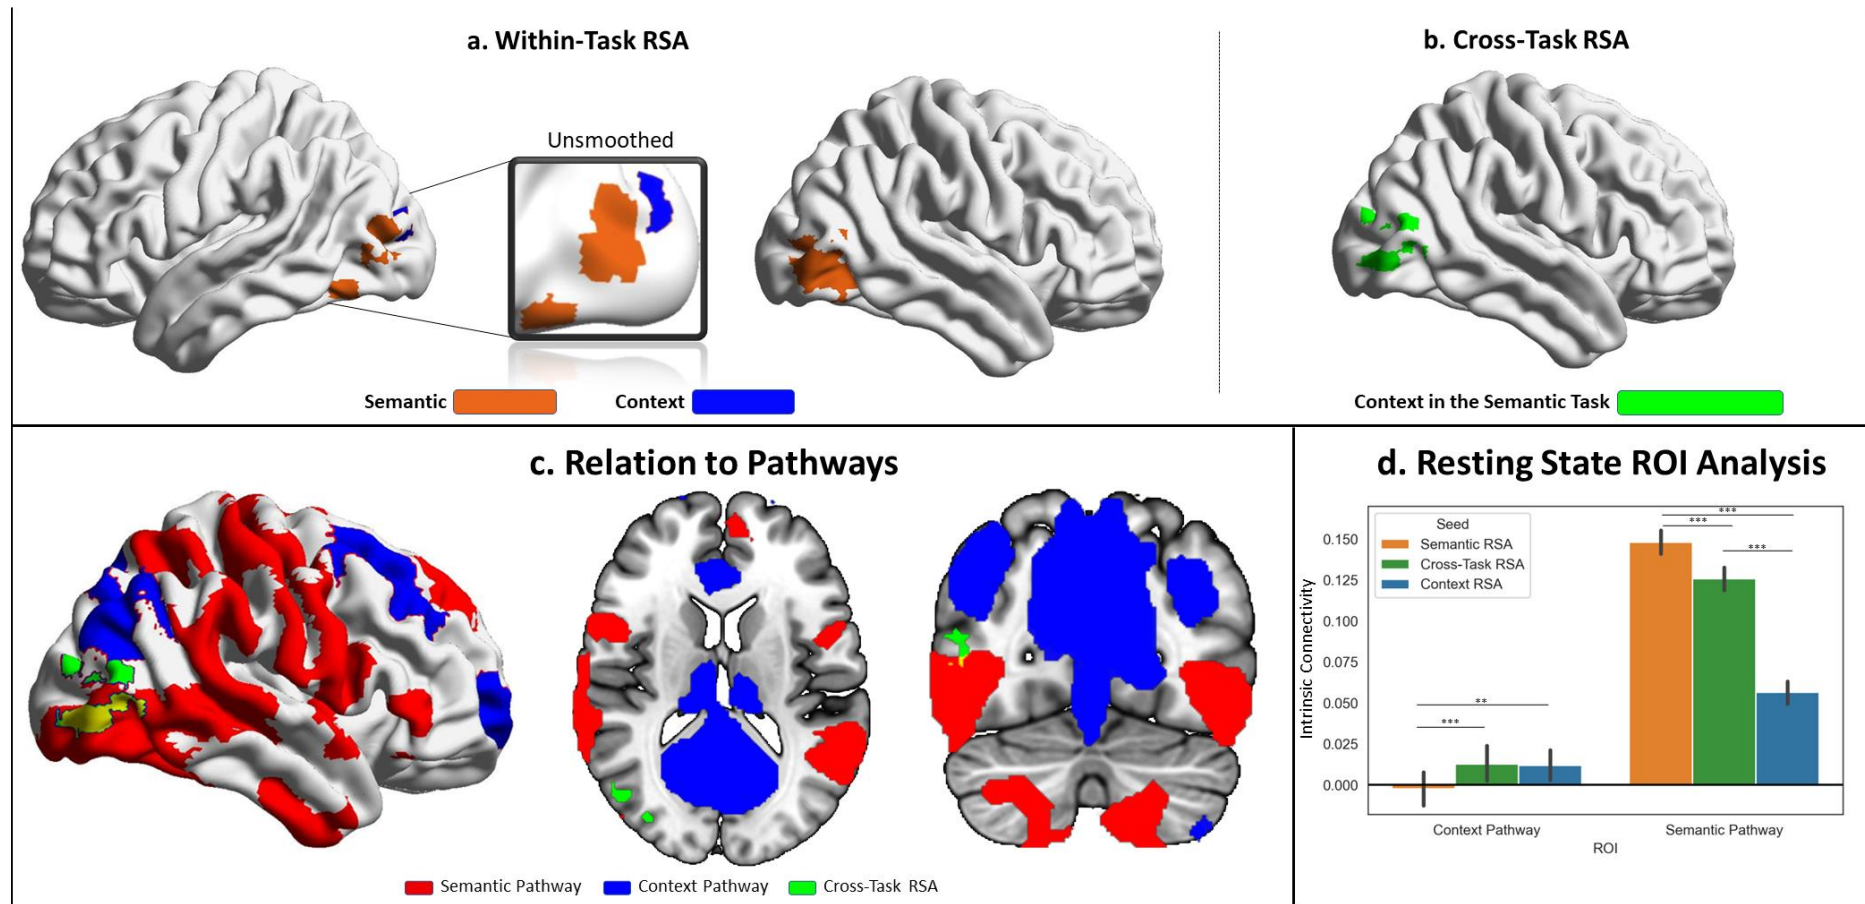 a. Within-Task RSA
b. Cross-Task RSA
Unsmoothed
Semantic
Context
Context in the Semantic Task
c. Relation to Pathways
Semantic Pathway
Context Pathway
Cross-Task RSA
d. Resting State ROI Analysis
Seed
Semantic RSA
Cross-Task RSA
Context RSA
***
***
***
**
***
Intrinsic Connectivity
0.150
0.125
0.100
0.075
0.050
0.025
0.000
Context Pathway
Semantic Pathway
ROI